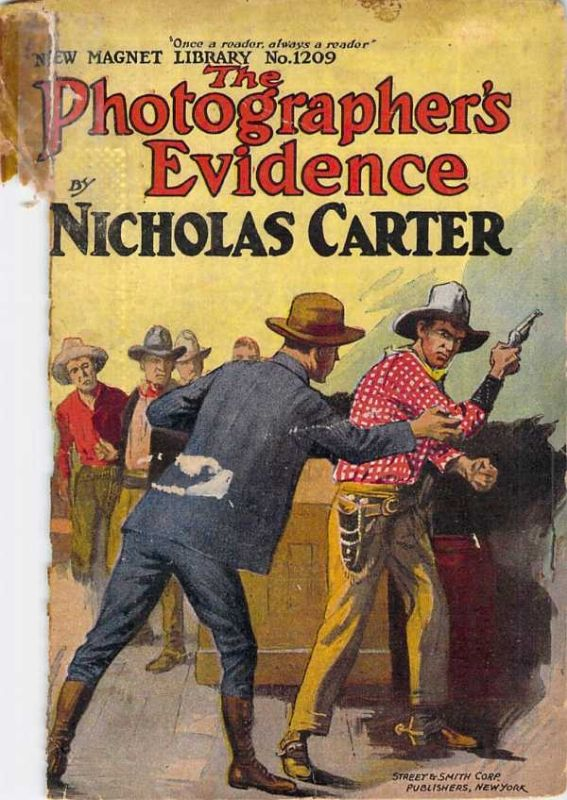 "Once a reader, always a reader"
NEW MAGNET LIBRARY No. 1209
The
Photographer's
Evidence
BY
NICHOLAS CARTER
STREET & SMITH CORP.
PUBLISHERS, NEW YORK